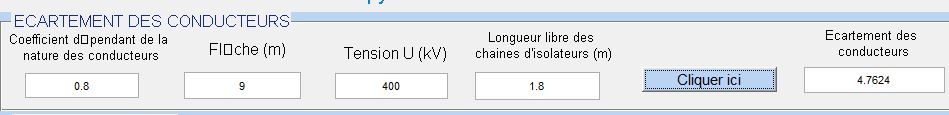 ECARTEMENT DES CONDUCTEURS
Coefficient d□pendant de la
nature des conducteurs
0.8
Fl□che (m)
9
Tension U (kV)
400
Longueur libre des
chaines d'isolateurs (m)
1.8
Cliquer ici
Ecartement des
conducteurs
4.7624